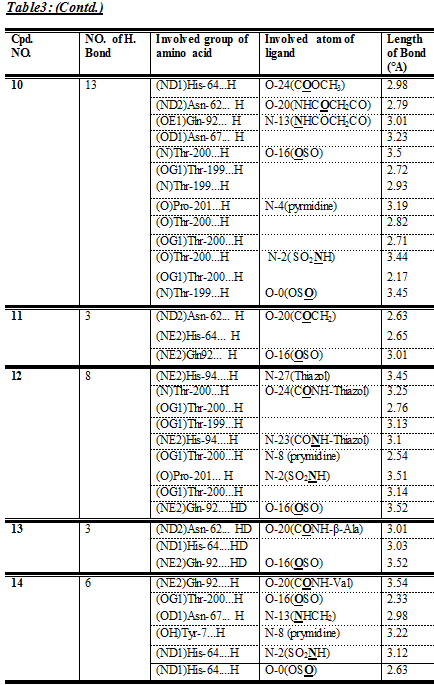 Table3: (Contd.)
Cpd. NO. of H. Involved group of Involved atom of Length
NO. Bond amino acid ligand of Bond
(°A)
10 13 (ND1)His-64...H O-24(COOCH3) 2.98
(ND2)Asn-62... H O-20(NHCOCH2CO) 2.79
(OE1)Gln-92... H N-13(NHCOCH2CO) 3.01
(OD1)Asn-67... H 3.23
(N)Thr-200...H O-16(OSO) 3.5
(OG1)Thr-199...H 2.72
(N)Thr-199...H 2.93
(O)Pro-201...H N-4(pyrmidine) 3.19
(O)Thr-200...H 2.82
(OG1)Thr-200...H 2.71
(O)Thr-200...H N-2(SO2NH) 3.44
(OG1)Thr-200...H 2.17
(N)Thr-199...H O-0(OSO) 3.45
11 3 (ND2)Asn-62... H O-20(COCH2) 2.63
(NE2)His-64... H 2.65
(NE2)Gln92... H O-16(OSO) 3.01
12 8 (NE2)His-94....H N-27(Thiazol) 3.45
(N)Thr-200...H O-24(CONH-Thiazol) 3.25
(OG1)Thr-200...H 2.76
(OG1)Thr-199...H 3.13
(NE2)His-94....H N-23(CONH-Thiazol) 3.1
(OG1)Thr-200...H N-8 (prymidine) 2.54
(O)Pro-201... H N-2(SO2NH) 3.51
(OG1)Thr-200...H 3.14
(NE2)Gln-92....HD O-16(OSO) 3.52
13 3 (ND2)Asn-62... HD O-20(CONH-β-Ala) 3.01
(ND1)His-64....HD 3.03
(NE2)Gln-92....HD O-16(OSO) 3.52
14 6 (NE2)Gln-92....H O-20(CONH-Val) 3.54
(OG1)Thr-200...H O-16(OSO) 2.33
(OD1)Asn-67... H N-13(NHCH2) 2.98
(OH)Tyr-7...H N-8 (prymidine) 3.22
(ND1)His-64....H N-2(SO2NH) 3.12
(ND1)His-64....H O-0(OSO) 2.63